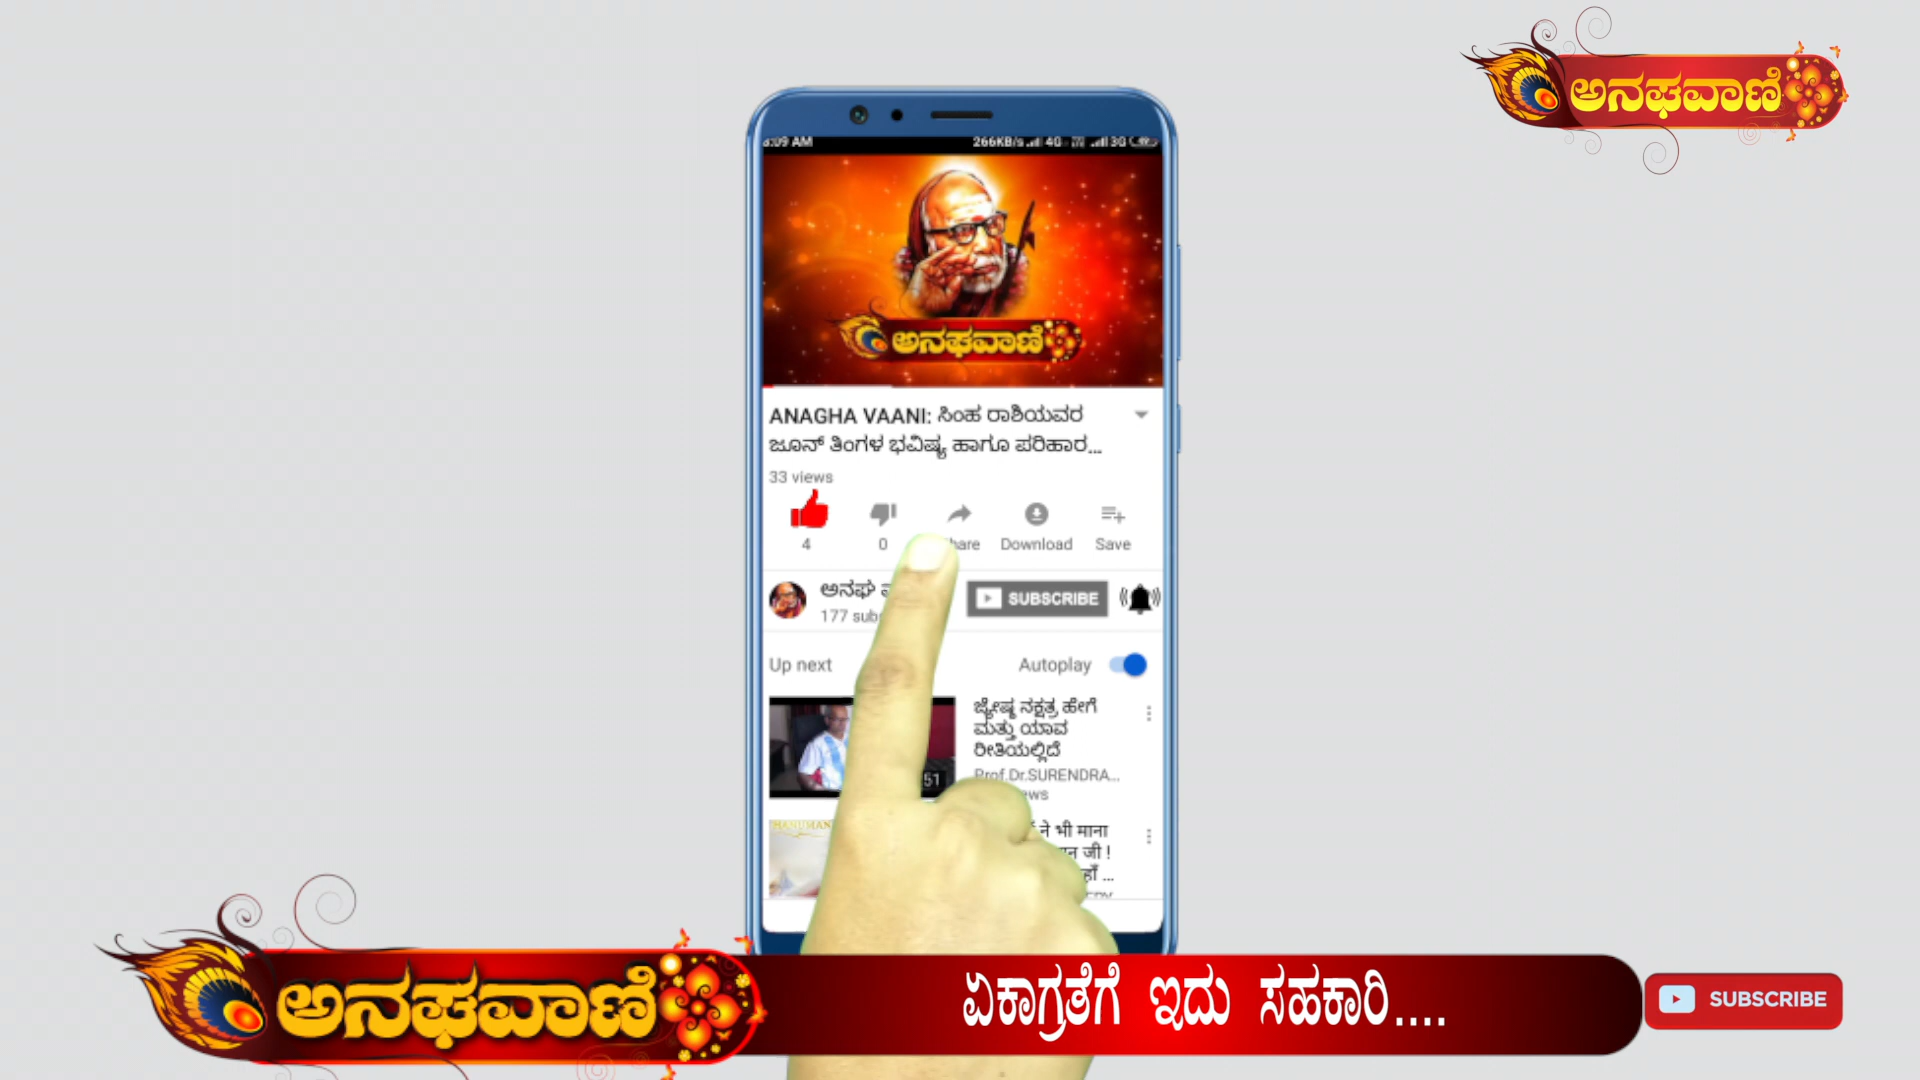 ಅನಘವಾಣಿ
8:09 AM 266KB/s 4G 3G
ಅನಘವಾಣಿ
ANAGHA VAANI: ಸಿಂಹ ರಾಶಿಯವರ
ಜೂನ್ ತಿಂಗಳ ಭವಿಷ್ಯ ಹಾಗೂ ಪರಿಹಾರ...
33 views
4 0 Download Save
ಅನಘ
177
SUBSCRIBE
Up next Autoplay
ಜ್ಯೇಷ್ಠ ನಕ್ಷತ್ರ ಹೇಗೆ
ಮತ್ತು ಯಾವ
ರೀತಿಯಲ್ಲಿದೆ
Prof.Dr.SURENDRA...
51
ने भी माना
जी !
...
ಅನಘವಾಣಿ
ಏಕಾಗ್ರತೆಗೆ ಇದು ಸಹಕಾರಿ....
SUBSCRIBE